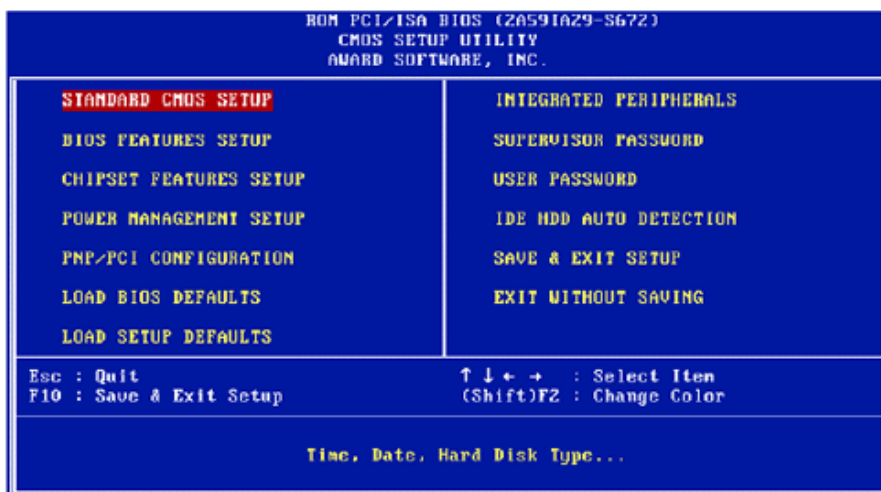 ROM PCI/ISA BIOS (2A59IA29-S672)
CMOS SETUP UTILITY
AWARD SOFTWARE, INC.
STANDARD CMOS SETUP
BIOS FEATURES SETUP
CHIPSET FEATURES SETUP
POWER MANAGEMENT SETUP
PNP/PCI CONFIGURATION
LOAD BIOS DEFAULTS
LOAD SETUP DEFAULTS
INTEGRATED PERIPHERALS
SUPERVISOR PASSWORD
USER PASSWORD
IDE HDD AUTO DETECTION
SAVE & EXIT SETUP
EXIT WITHOUT SAVING
Esc : Quit
F10 : Save & Exit Setup
↑ ↓ ← → : Select Item
(Shift)F2 : Change Color
Time, Date, Hard Disk Type...